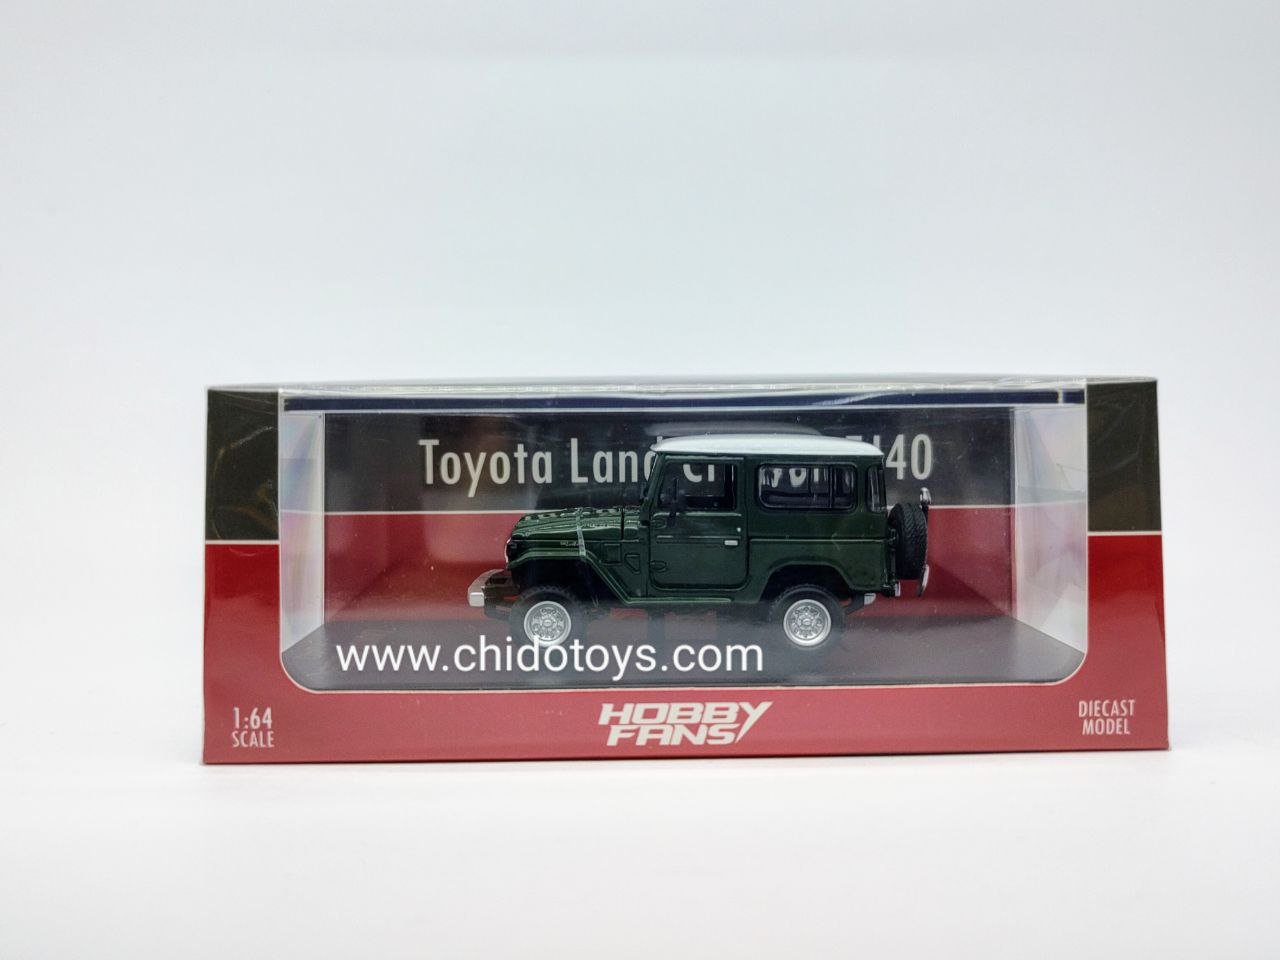 Toyota Land
40
www.chidotoys.com
1:64
SCALE
HOBBY
FANS
DIECAST
MODEL